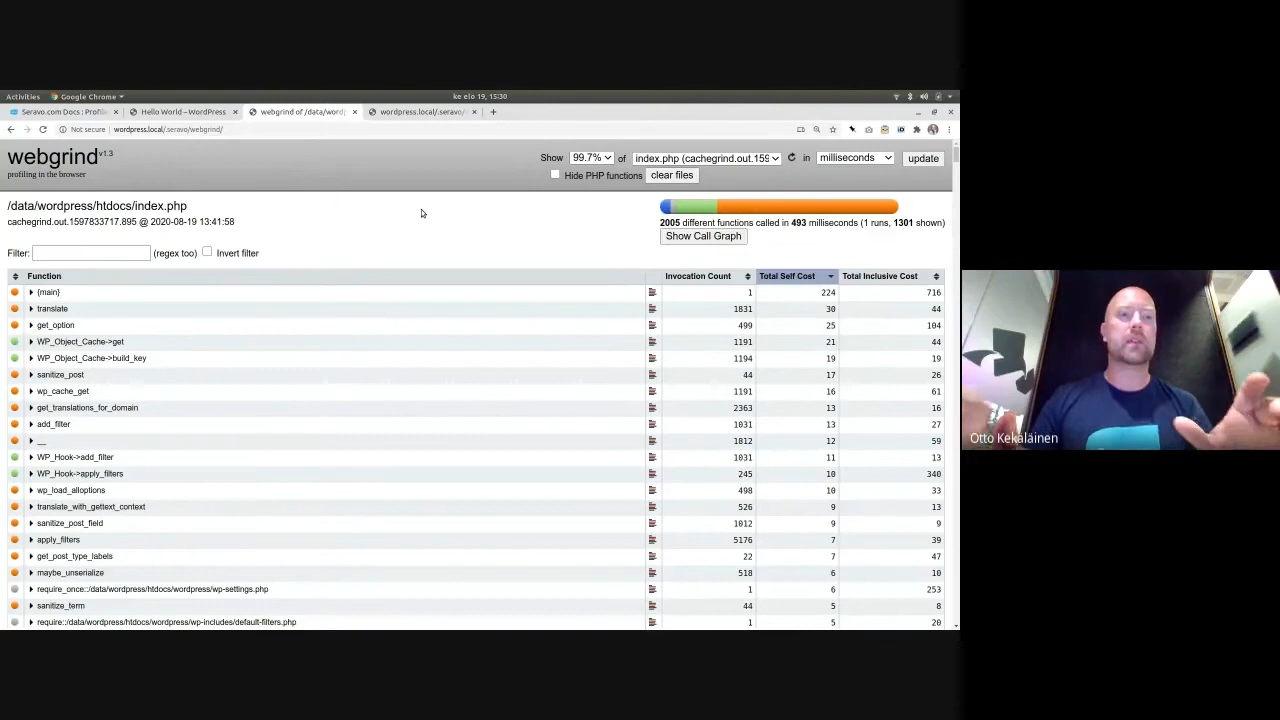 Activities Google Chrome ke elo 19, 15:30
Seravo.com Docs : Profili Hello World – WordPress webgrind of /data/wordp wordpress.local/.seravo/
Not secure wordpress.local/.seravo/webgrind/
webgrind v1.3
profiling in the browser
Show 99.7% of index.php (cachegrind.out.159 in milliseconds update
Hide PHP functions clear files
/data/wordpress/htdocs/index.php
cachegrind.out.1597833717.895 @ 2020-08-19 13:41:58
2005 different functions called in 493 milliseconds (1 runs, 1301 shown)
Show Call Graph
Filter: (regex too) Invert filter
Function Invocation Count Total Self Cost Total Inclusive Cost
{main} 1 224 716
translate 1831 30 44
get_option 499 25 104
WP_Object_Cache->get 1191 21 44
WP_Object_Cache->build_key 1194 19 19
sanitize_post 44 17 26
wp_cache_get 1191 16 61
get_translations_for_domain 2363 13 16
add_filter 1031 13 27
__ 1812 12 59
WP_Hook->add_filter 1031 11 13
WP_Hook->apply_filters 245 10 340
wp_load_alloptions 498 10 33
translate_with_gettext_context 526 9 13
sanitize_post_field 1012 9 9
apply_filters 5176 7 39
get_post_type_labels 22 7 47
maybe_unserialize 518 6 10
require_once::/data/wordpress/htdocs/wordpress/wp-settings.php 1 6 253
sanitize_term 44 5 8
require::/data/wordpress/htdocs/wordpress/wp-includes/default-filters.php 1 5 20
Otto Kekäläinen